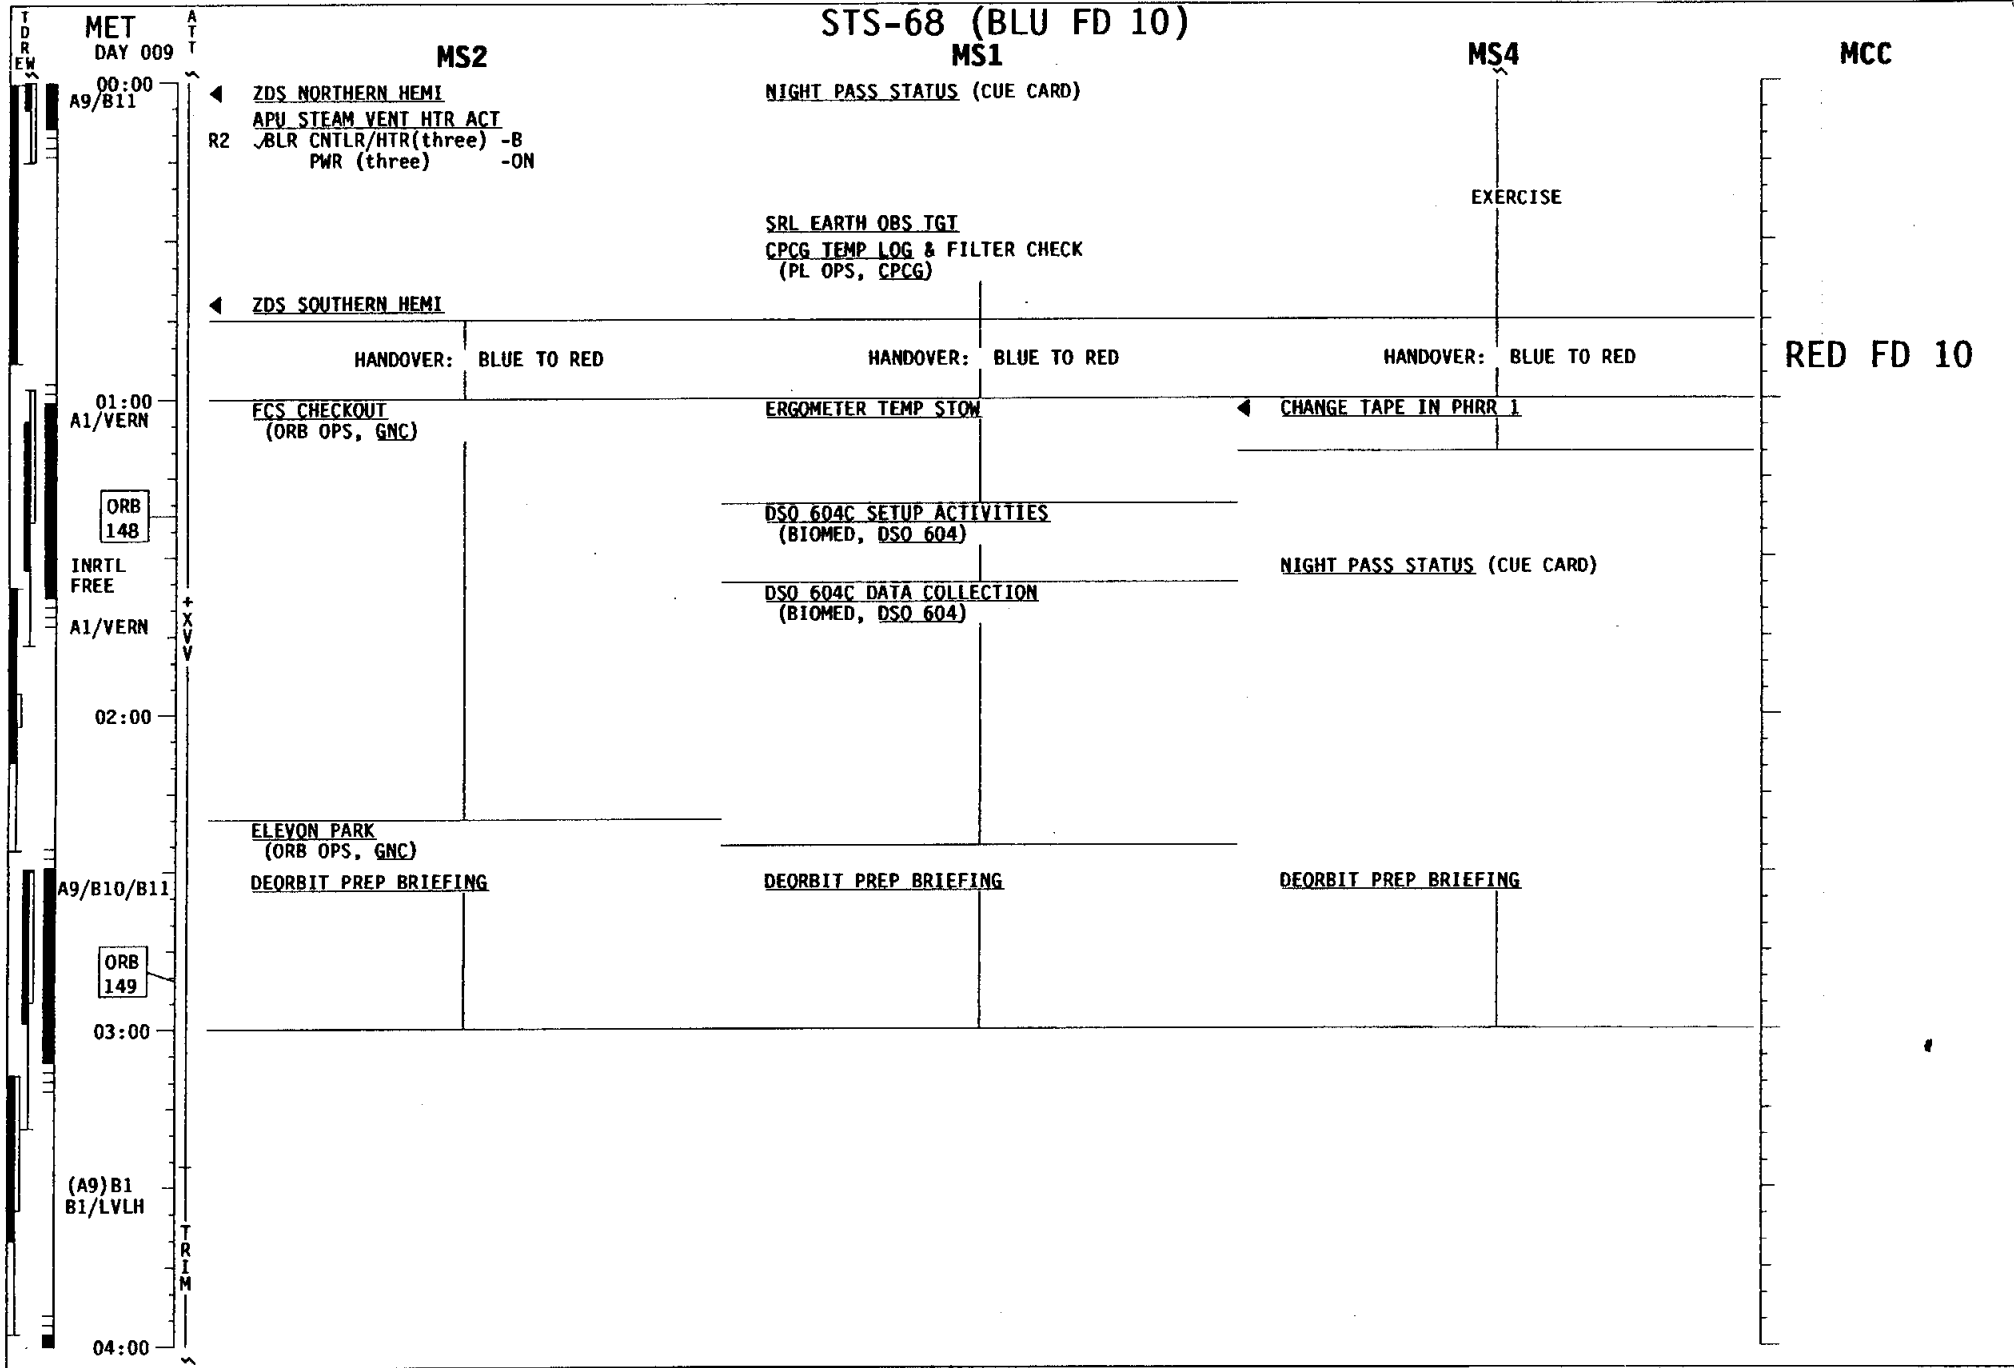 STS-68 (BLU FD 10)
TDRE W
MET
DAY 009
ATT
MS2
MS1
MS4
MCC
00:00
A9/B11
◀ ZDS NORTHERN HEMI
NIGHT PASS STATUS (CUE CARD)
APU STEAM VENT HTR ACT
R2 √BLR CNTLR/HTR(three) -B
PWR (three) -ON
EXERCISE
SRL EARTH OBS TGT
CPCG TEMP LOG & FILTER CHECK
(PL OPS, CPCG)
◀ ZDS SOUTHERN HEMI
HANDOVER: BLUE TO RED
HANDOVER: BLUE TO RED
HANDOVER: BLUE TO RED
RED FD 10
01:00
A1/VERN
FCS CHECKOUT
(ORB OPS, GNC)
ERGOMETER TEMP STOW
◀ CHANGE TAPE IN PHRR 1
ORB
148
DSO 604C SETUP ACTIVITIES
(BIOMED, DSO 604)
INRTL
FREE
NIGHT PASS STATUS (CUE CARD)
DSO 604C DATA COLLECTION
(BIOMED, DSO 604)
A1/VERN
+XVV
02:00
ELEVON PARK
(ORB OPS, GNC)
A9/B10/B11
DEORBIT PREP BRIEFING
DEORBIT PREP BRIEFING
DEORBIT PREP BRIEFING
ORB
149
03:00
(A9)B1
B1/LVLH
TRIM
04:00